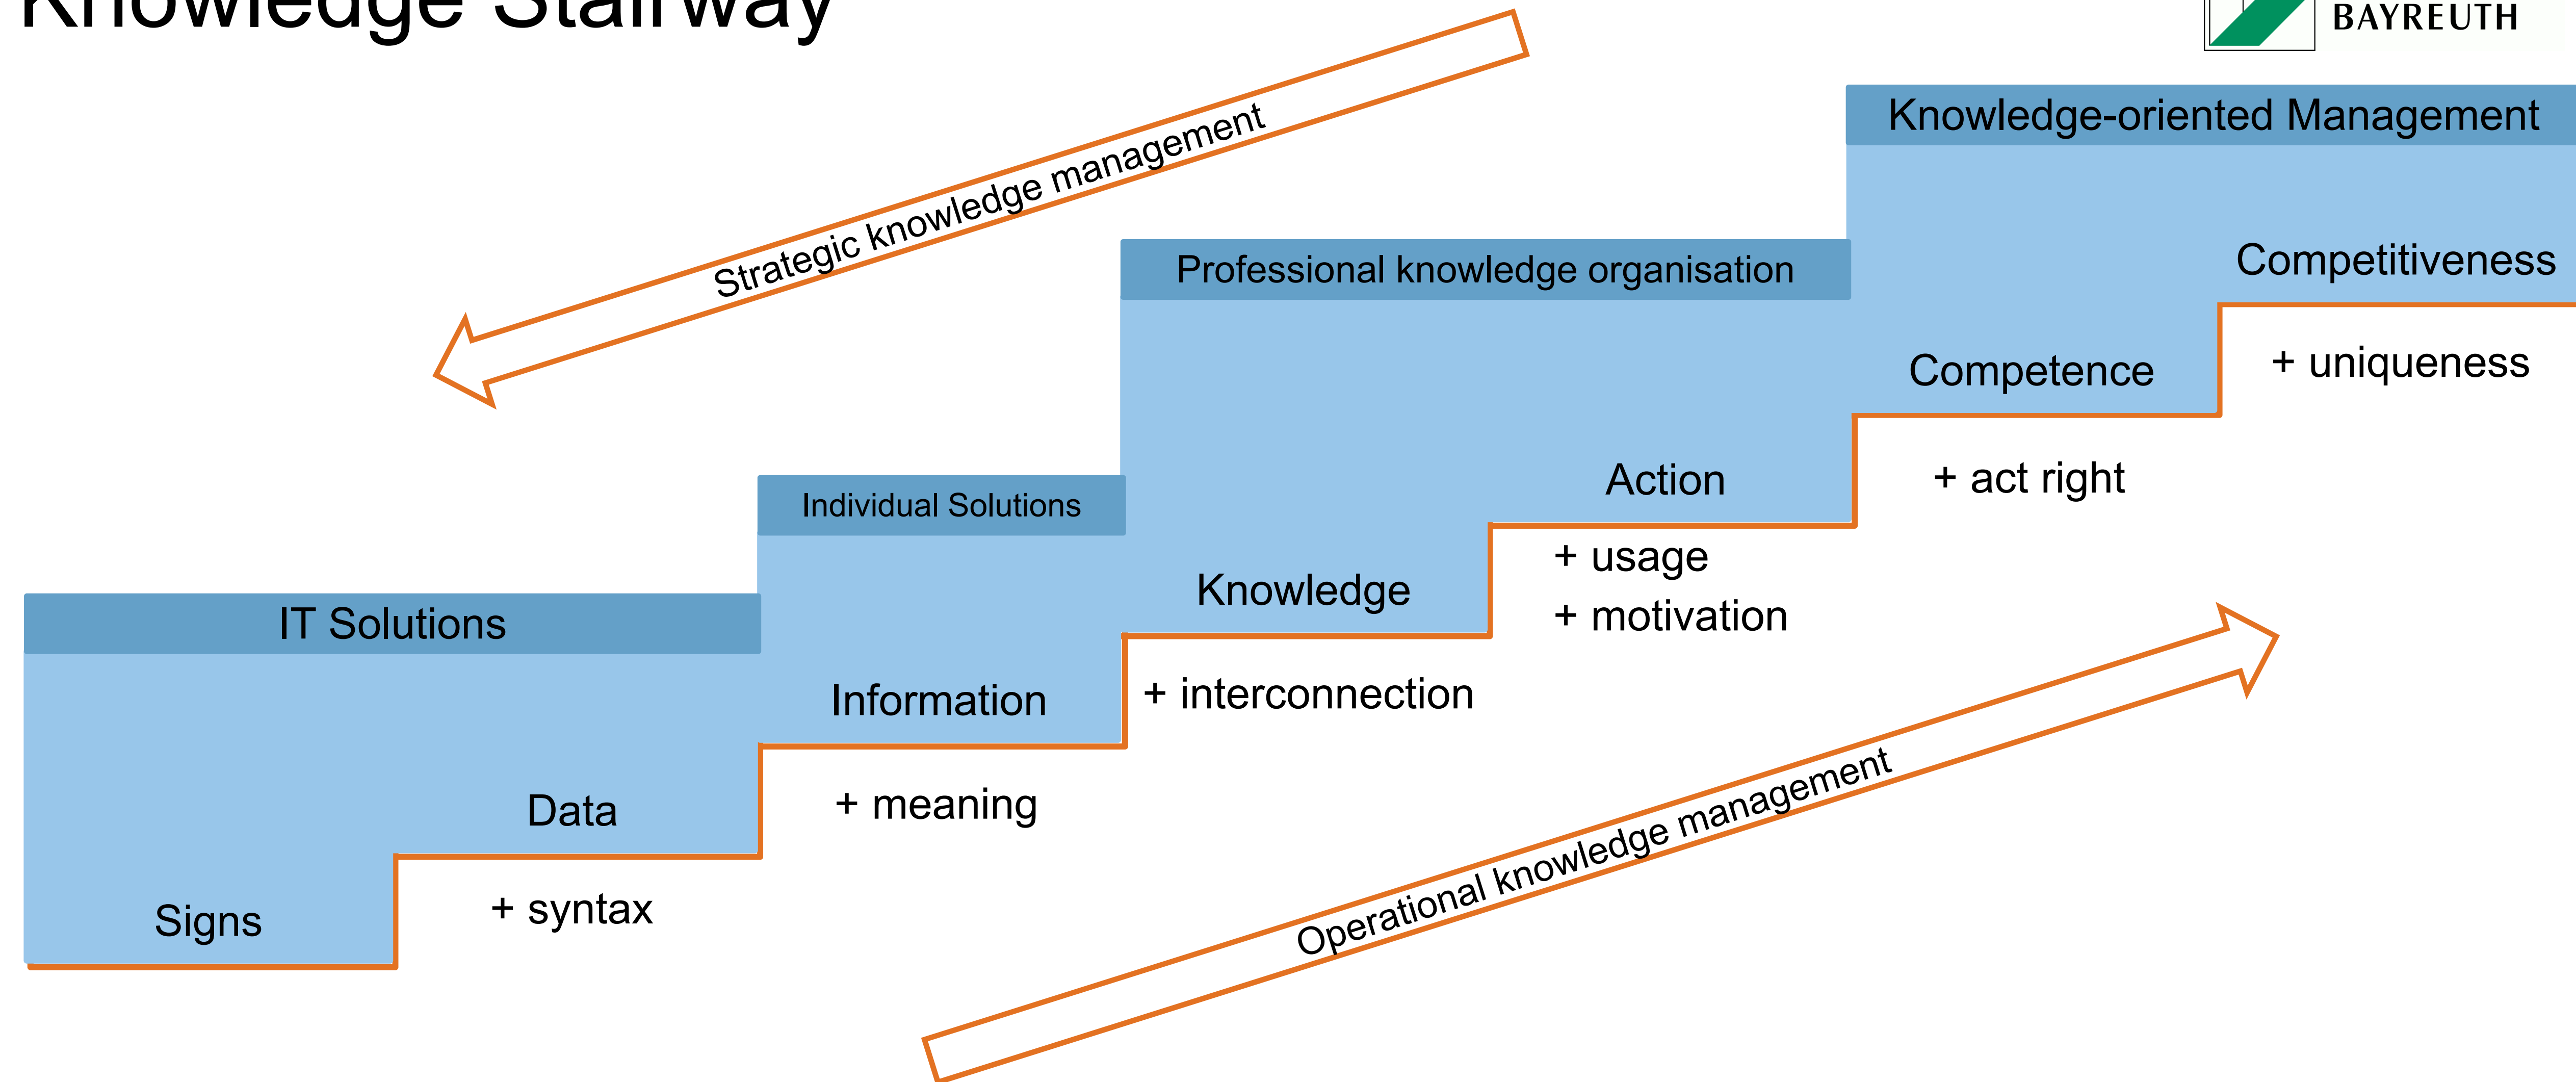 Knowledge Stairway
BAYREUTH
Knowledge-oriented Management
Strategic knowledge management
Professional knowledge organisation
Competitiveness
Competence
+ uniqueness
Individual Solutions
Action
+ act right
IT Solutions
Knowledge
+ usage
+ motivation
Information
+ interconnection
Data
+ meaning
Operational knowledge management
Signs
+ syntax